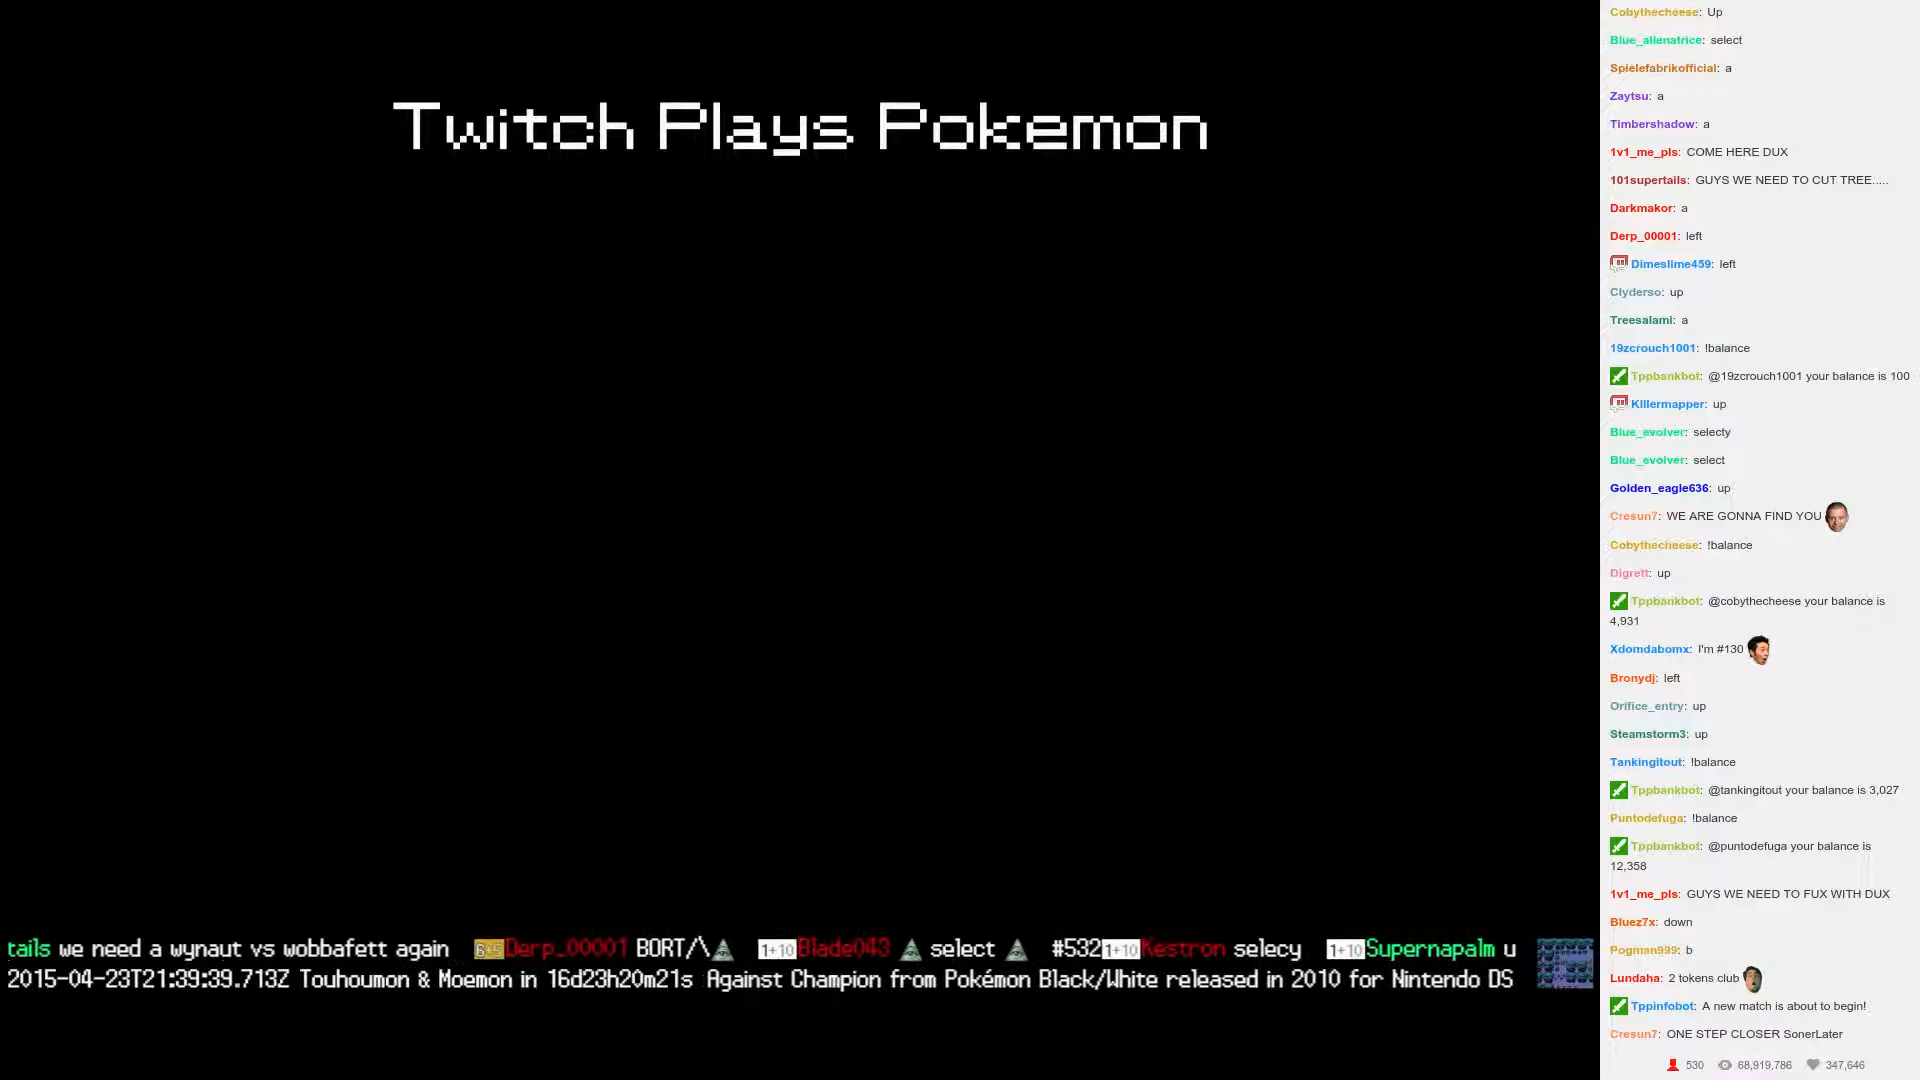 Twitch Plays Pokemon
tails we need a wynaut vs wobbafett again 6+5 Derp_00001 BORT/\ 1+10 Blade043 select #532 1+10 Kestron selecy 1+10 Supernapalm u
2015-04-23T21:39:39.713Z Touhoumon & Moemon in 16d23h20m21s Against Champion from Pokémon Black/White released in 2010 for Nintendo DS
Cobythecheese: Up
Blue_alienatrice: select
Spielefabrikofficial: a
Zaytsu: a
Timbershadow: a
1v1_me_pls: COME HERE DUX
101supertails: GUYS WE NEED TO CUT TREE.....
Darkmakor: a
Derp_00001: left
Dimeslime459: left
Clyderso: up
Treesalami: a
19zcrouch1001: !balance
Tppbankbot: @19zcrouch1001 your balance is 100
Killermapper: up
Blue_evolver: selecty
Blue_evolver: select
Golden_eagle636: up
Cresun7: WE ARE GONNA FIND YOU
Cobythecheese: !balance
Digrett: up
Tppbankbot: @cobythecheese your balance is
4,931
Xdomdabomx: I'm #130
Bronydj: left
Orifice_entry: up
Steamstorm3: up
Tankingitout: !balance
Tppbankbot: @tankingitout your balance is 3,027
Puntodefuga: !balance
Tppbankbot: @puntodefuga your balance is
12,358
1v1_me_pls: GUYS WE NEED TO FUX WITH DUX
Bluez7x: down
Pogman999: b
Lundaha: 2 tokens club
Tppinfobot: A new match is about to begin!
Cresun7: ONE STEP CLOSER SonerLater
530 68,919,786 347,646